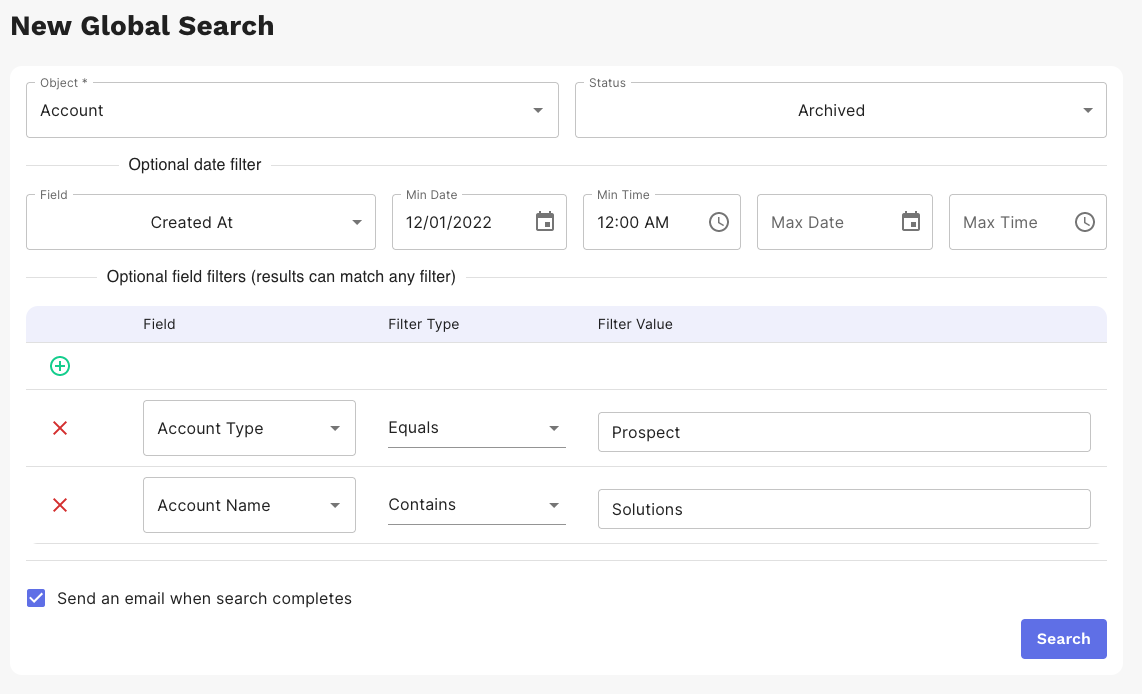 New Global Search
Object * Status
Account Archived
Optional date filter
Field Min Date Min Time
Created At 12/01/2022 12:00 AM Max Date Max Time
Optional field filters (results can match any filter)
Field Filter Type Filter Value
Account Type Equals Prospect
Account Name Contains Solutions
Send an email when search completes
Search